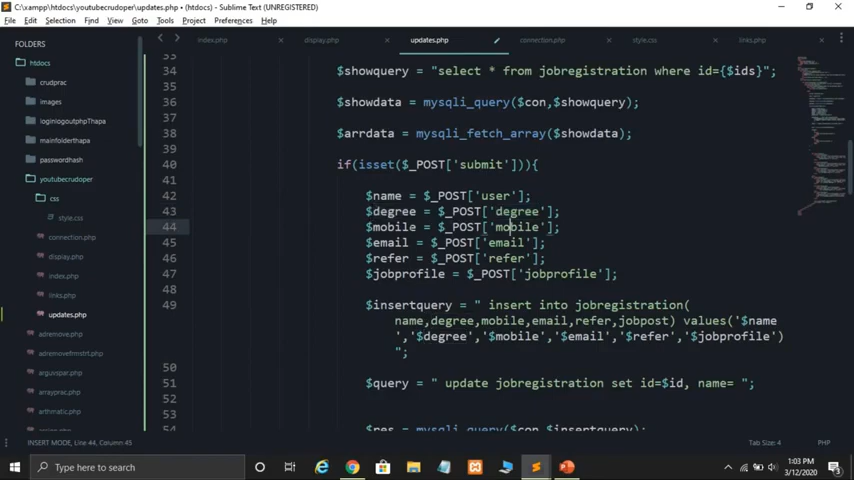 C:\xampp\htdocs\youtubecrudoper\updates.php (htdocs) - Sublime Text (UNREGISTERED)
File Edit Selection Find View Goto Tools Project Preferences Help
FOLDERS
htdocs
crudprac
images
loginlogoutphpThapa
mainfolderthapa
passwordhash
youtubecrudoper
css
style.css
connection.php
display.php
index.php
links.php
updates.php
adremove.php
adremovefrmstrt.php
arguvspar.php
arrayprac.php
arthmatic.php
index.php display.php updates.php connection.php style.css links.php
33
34 $showquery = "select * from jobregistration where id={$ids}";
35
36 $showdata = mysqli_query($con,$showquery);
37
38 $arrdata = mysqli_fetch_array($showdata);
39
40 if(isset($_POST['submit'])){
41
42 $name = $_POST['user'];
43 $degree = $_POST['degree'];
44 $mobile = $_POST['mobile'];
45 $email = $_POST['email'];
46 $refer = $_POST['refer'];
47 $jobprofile = $_POST['jobprofile'];
48
49 $insertquery = " insert into jobregistration(
name,degree,mobile,email,refer,jobpost) values('$name
','$degree','$mobile','$email','$refer','$jobprofile')
";
50
51 $query = " update jobregistration set id=$id, name= ";
52
53
54 $res = mysqli_query($con,$insertquery);
INSERT MODE, Line 44, Column 45 Tab Size: 4 PHP
Type here to search
1:03 PM
3/12/2020